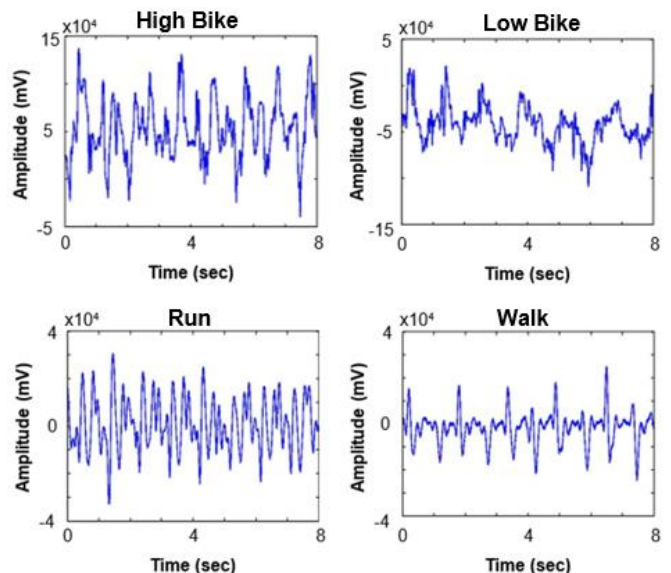 High Bike
x10⁴
15
5
-5
Amplitude (mV)
0 4 8
Time (sec)
Low Bike
x10⁴
5
-5
-15
Amplitude (mV)
0 4 8
Time (sec)
Run
x10⁴
4
0
-4
Amplitude (mV)
0 4 8
Time (sec)
Walk
x10⁴
4
0
-4
Amplitude (mV)
0 4 8
Time (sec)